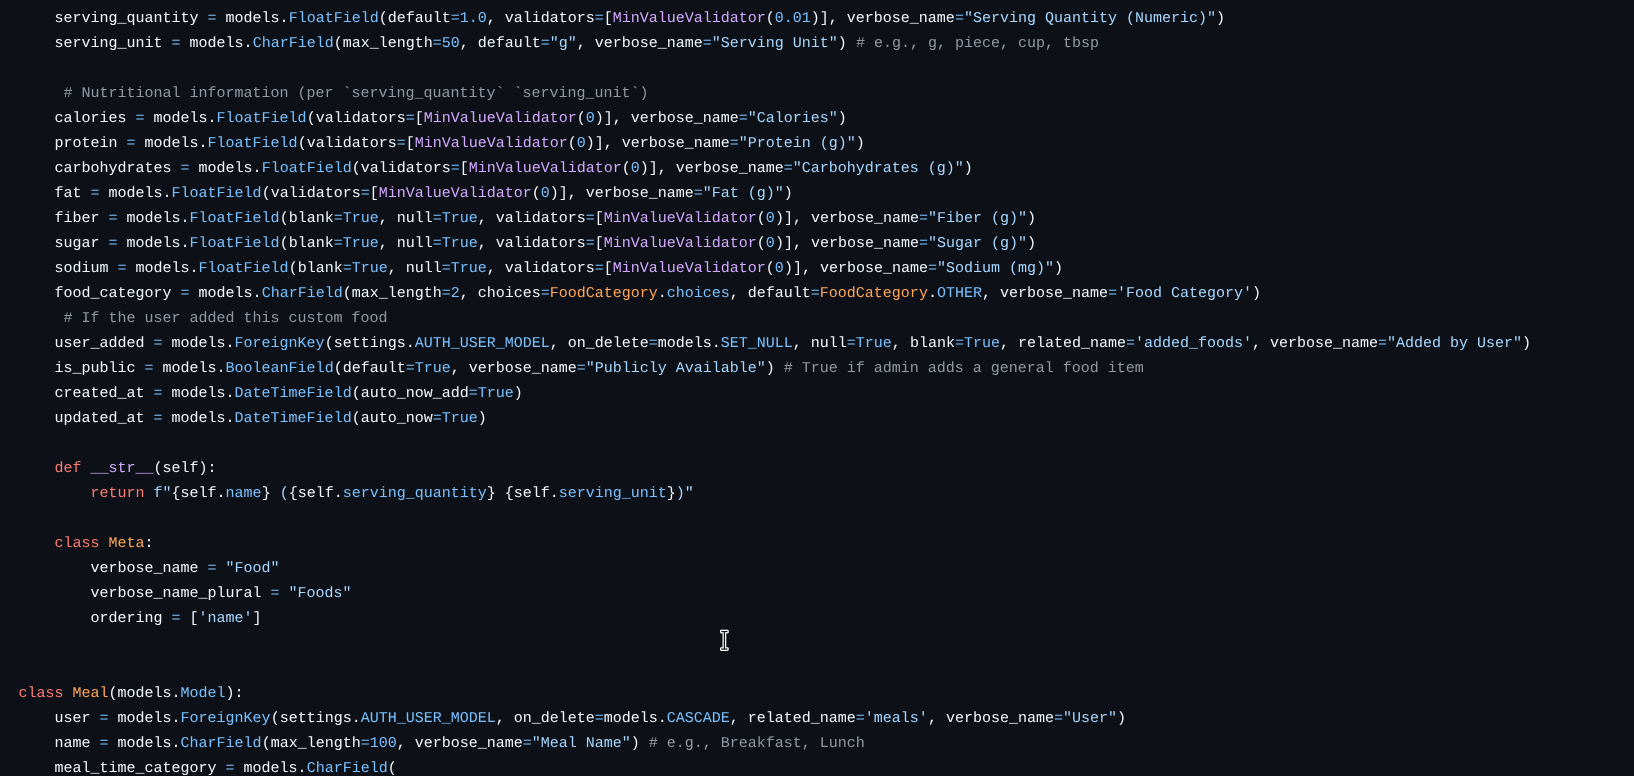 serving_quantity = models.FloatField(default=1.0, validators=[MinValueValidator(0.01)], verbose_name="Serving Quantity (Numeric)")
serving_unit = models.CharField(max_length=50, default="g", verbose_name="Serving Unit") # e.g., g, piece, cup, tbsp
# Nutritional information (per `serving_quantity` `serving_unit`)
calories = models.FloatField(validators=[MinValueValidator(0)], verbose_name="Calories")
protein = models.FloatField(validators=[MinValueValidator(0)], verbose_name="Protein (g)")
carbohydrates = models.FloatField(validators=[MinValueValidator(0)], verbose_name="Carbohydrates (g)")
fat = models.FloatField(validators=[MinValueValidator(0)], verbose_name="Fat (g)")
fiber = models.FloatField(blank=True, null=True, validators=[MinValueValidator(0)], verbose_name="Fiber (g)")
sugar = models.FloatField(blank=True, null=True, validators=[MinValueValidator(0)], verbose_name="Sugar (g)")
sodium = models.FloatField(blank=True, null=True, validators=[MinValueValidator(0)], verbose_name="Sodium (mg)")
food_category = models.CharField(max_length=2, choices=FoodCategory.choices, default=FoodCategory.OTHER, verbose_name='Food Category')
# If the user added this custom food
user_added = models.ForeignKey(settings.AUTH_USER_MODEL, on_delete=models.SET_NULL, null=True, blank=True, related_name='added_foods', verbose_name="Added by User")
is_public = models.BooleanField(default=True, verbose_name="Publicly Available") # True if admin adds a general food item
created_at = models.DateTimeField(auto_now_add=True)
updated_at = models.DateTimeField(auto_now=True)
def __str__(self):
return f"{self.name} ({self.serving_quantity} {self.serving_unit})"
class Meta:
verbose_name = "Food"
verbose_name_plural = "Foods"
ordering = ['name']
class Meal(models.Model):
user = models.ForeignKey(settings.AUTH_USER_MODEL, on_delete=models.CASCADE, related_name='meals', verbose_name="User")
name = models.CharField(max_length=100, verbose_name="Meal Name") # e.g., Breakfast, Lunch
meal_time_category = models.CharField(